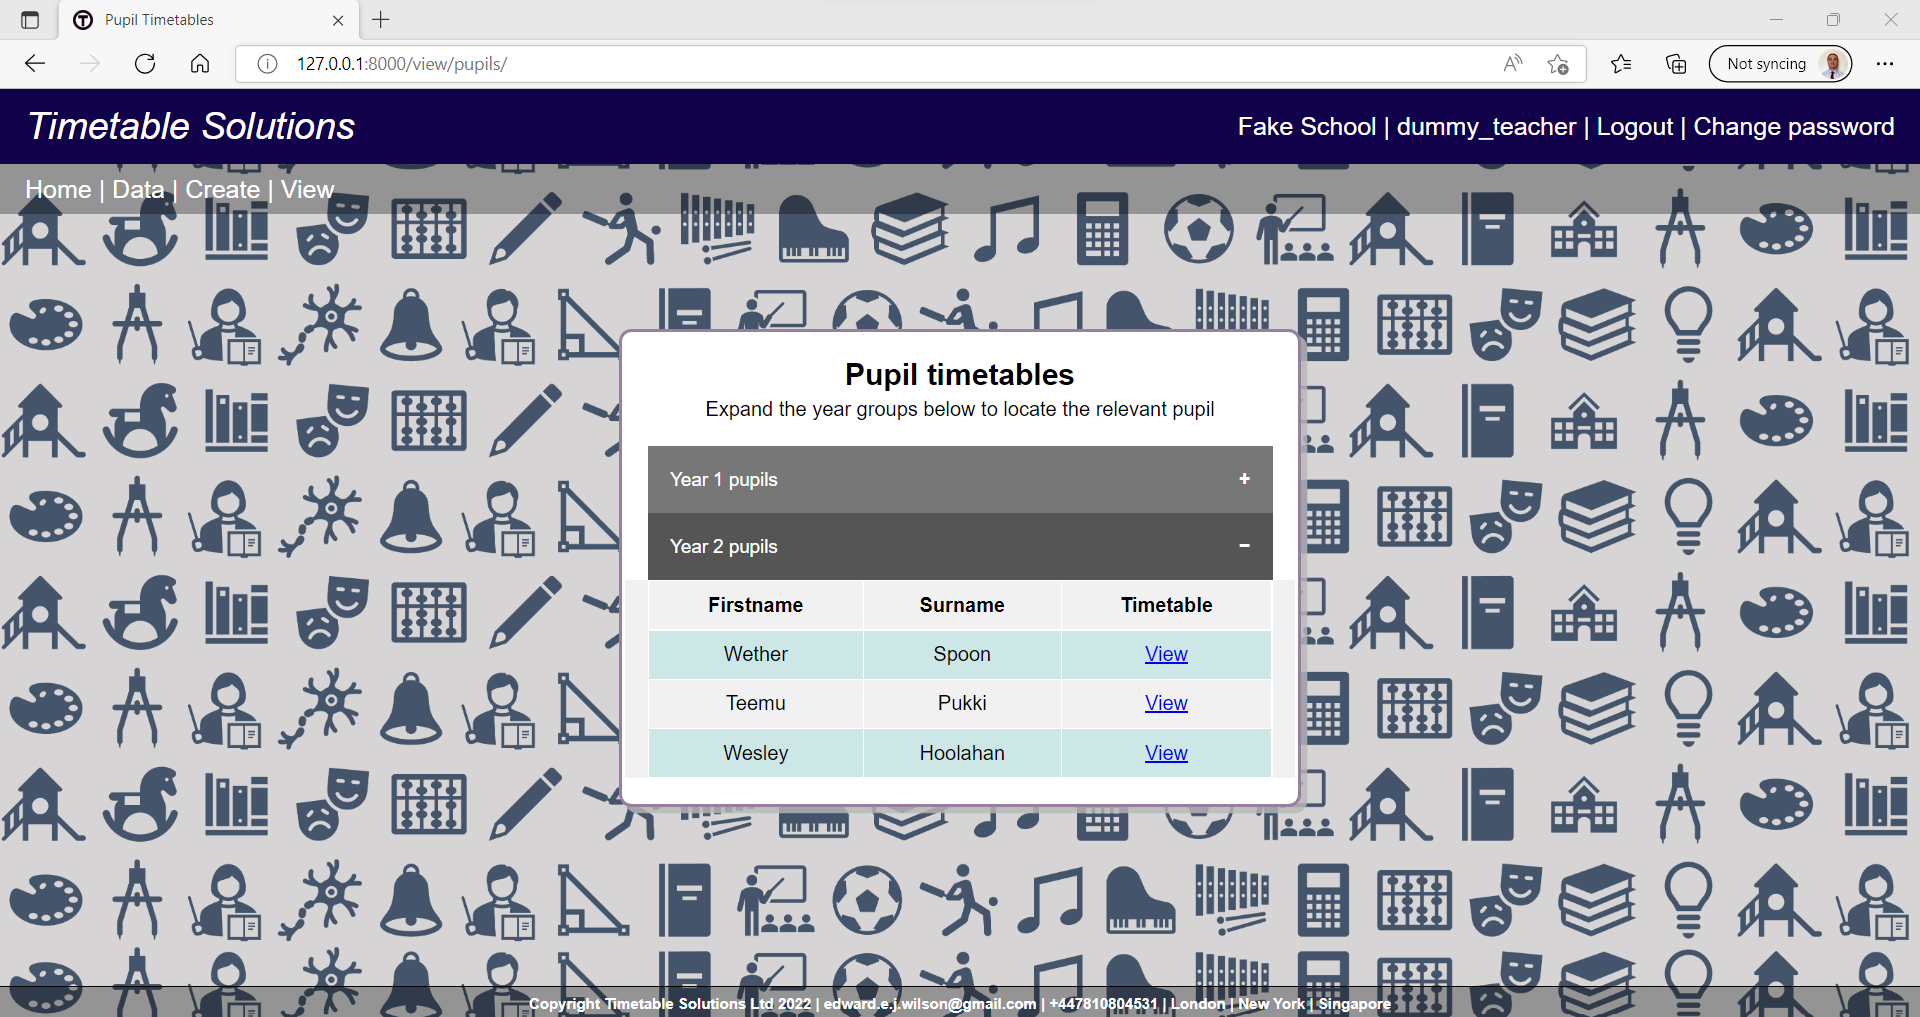 Pupil Timetables
127.0.0.1:8000/view/pupils/
Not syncing
Timetable Solutions
Fake School | dummy_teacher | Logout | Change password
Home | Data | Create | View
Pupil timetables
Expand the year groups below to locate the relevant pupil
Year 1 pupils +
Year 2 pupils −
Firstname Surname Timetable
Wether Spoon View
Teemu Pukki View
Wesley Hoolahan View
Copyright Timetable Solutions Ltd 2022 | edward.e.j.wilson@gmail.com | +447810804531 | London | New York | Singapore